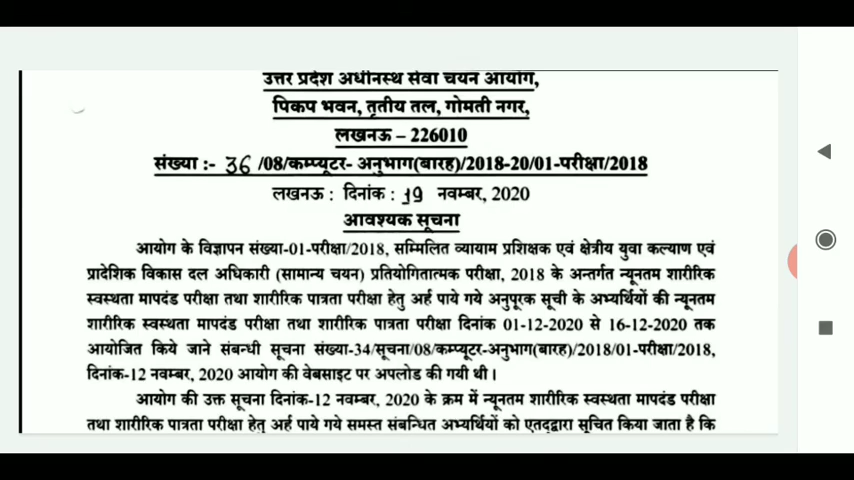 उत्तर प्रदेश अधीनस्थ सेवा चयन आयोग,
पिकप भवन, तृतीय तल, गोमती नगर,
लखनऊ – 226010
संख्या :- 36 /08/कम्प्यूटर- अनुभाग(बारह)/2018-20/01-परीक्षा/2018
लखनऊ : दिनांक : 19 नवम्बर, 2020
आवश्यक सूचना
आयोग के विज्ञापन संख्या-01-परीक्षा/2018, सम्मिलित व्यायाम प्रशिक्षक एवं क्षेत्रीय युवा कल्याण एवं
प्रादेशिक विकास दल अधिकारी (सामान्य चयन) प्रतियोगितात्मक परीक्षा, 2018 के अन्तर्गत न्यूनतम शारीरिक
स्वस्थता मापदंड परीक्षा तथा शारीरिक पात्रता परीक्षा हेतु अर्ह पाये गये अनुपूरक सूची के अभ्यर्थियों की न्यूनतम
शारीरिक स्वस्थता मापदंड परीक्षा तथा शारीरिक पात्रता परीक्षा दिनांक 01-12-2020 से 16-12-2020 तक
आयोजित किये जाने संबन्धी सूचना संख्या-34/सूचना/08/कम्प्यूटर-अनुभाग(बारह)/2018/01-परीक्षा/2018,
दिनांक-12 नवम्बर, 2020 आयोग की वेबसाइट पर अपलोड की गयी थी।
आयोग की उक्त सूचना दिनांक-12 नवम्बर, 2020 के क्रम में न्यूनतम शारीरिक स्वस्थता मापदंड परीक्षा
तथा शारीरिक पात्रता परीक्षा हेतु अर्ह पाये गये समस्त संबन्धित अभ्यर्थियों को एतद्द्वारा सूचित किया जाता है कि